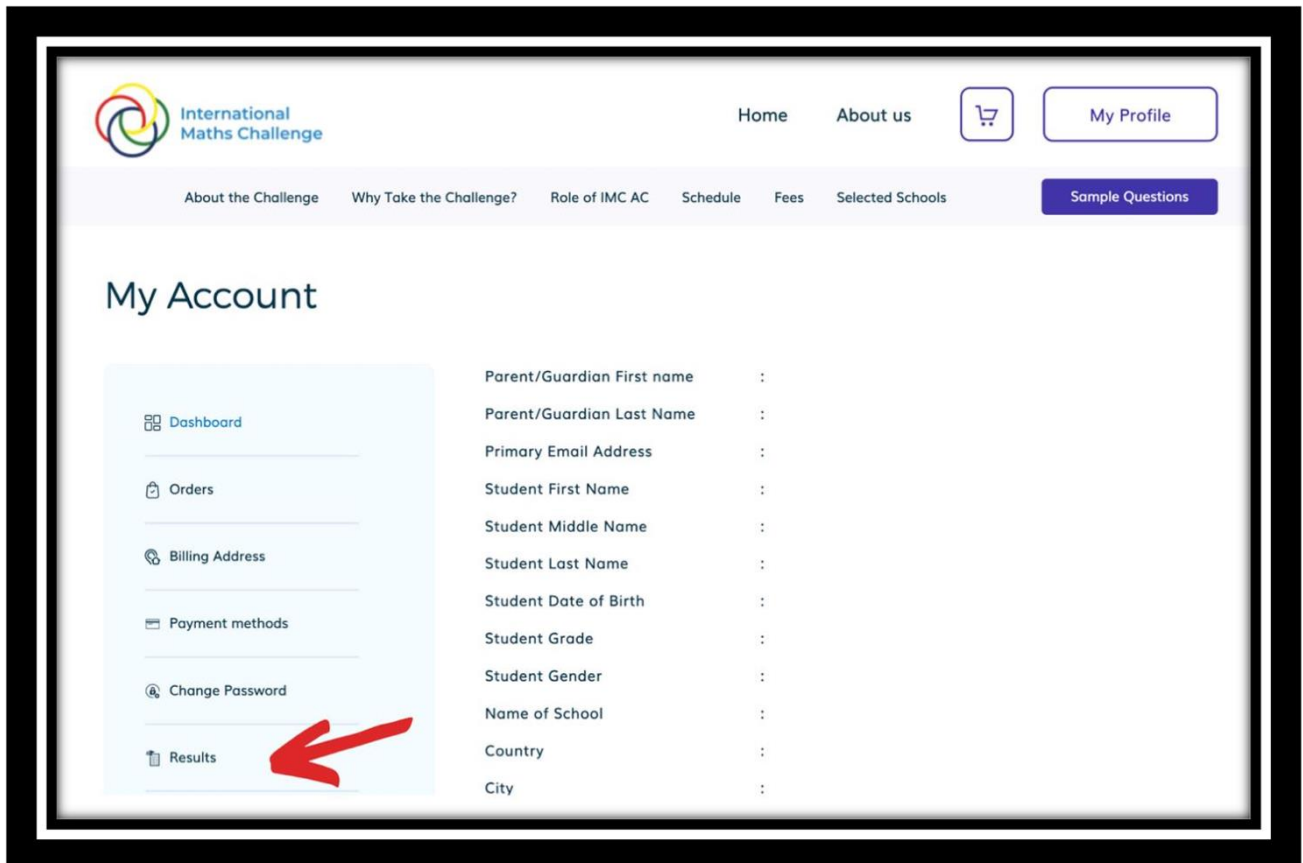 International
Maths Challenge
Home About us My Profile
About the Challenge Why Take the Challenge? Role of IMC AC Schedule Fees Selected Schools Sample Questions
My Account
Dashboard
Orders
Billing Address
Payment methods
Change Password
Results
Parent/Guardian First name :
Parent/Guardian Last Name :
Primary Email Address :
Student First Name :
Student Middle Name :
Student Last Name :
Student Date of Birth :
Student Grade :
Student Gender :
Name of School :
Country :
City :